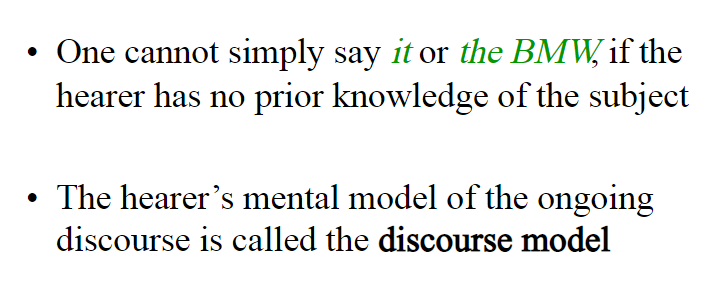 • One cannot simply say it or the BMW, if the
hearer has no prior knowledge of the subject
• The hearer’s mental model of the ongoing
discourse is called the discourse model